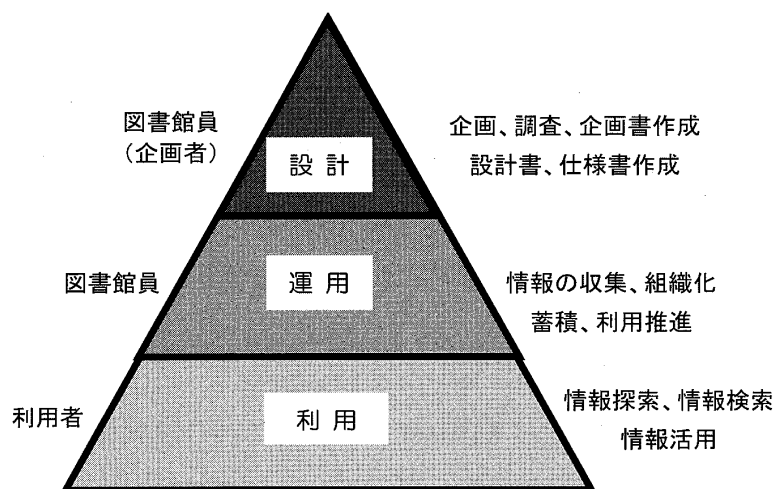 図書館員
(企画者)
設計
企画、調査、企画書作成
設計書、仕様書作成
図書館員
運用
情報の収集、組織化
蓄積、利用推進
利用者
利用
情報探索、情報検索
情報活用